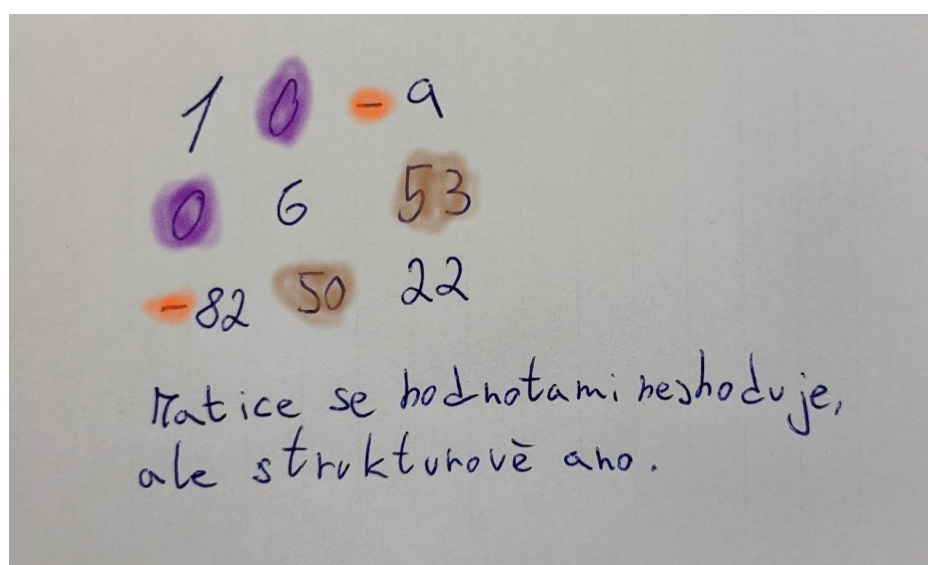 1 0 -9
0 6 53
-82 50 22
Matice se hodnotami neshoduje,
ale strukturově ano.